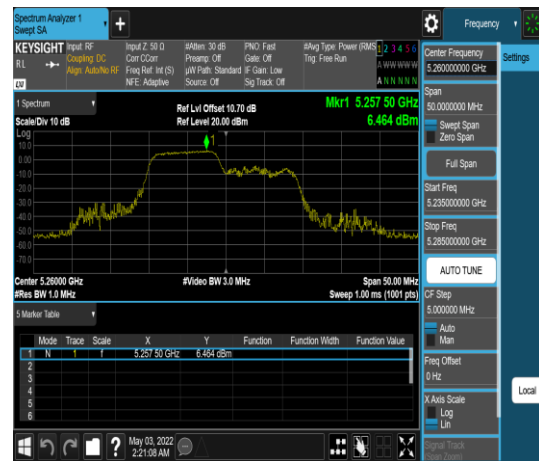 Spectrum Analyzer 1
Swept SA
+
Frequency
KEYSIGHT
RL
Input: RF
Coupling: DC
Align: Auto/No RF
Input Z: 50 Ω
Corr CCorr
Freq Ref: Int (S)
NFE: Adaptive
#Atten: 30 dB
Preamp: Off
µW Path: Standard
Source: Off
PNO: Fast
Gate: Off
IF Gain: Low
Sig Track: Off
#Avg Type: Power (RMS)
Trig: Free Run
1 2 3 4 5 6
A WW WW W
A N N N N N
LXI
1 Spectrum
Scale/Div 10 dB
Ref Lvl Offset 10.70 dB
Ref Level 20.00 dBm
Mkr1 5.257 50 GHz
6.464 dBm
Log
10.0
0.00
-10.0
-20.0
-30.0
-40.0
-50.0
-60.0
-70.0
1
Center 5.26000 GHz
#Res BW 1.0 MHz
#Video BW 3.0 MHz
Span 50.00 MHz
Sweep 1.00 ms (1001 pts)
5 Marker Table
Mode Trace Scale X Y Function Function Width Function Value
1 N 1 f 5.257 50 GHz 6.464 dBm
2
3
4
5
6
May 03, 2022
2:21:08 AM
Center Frequency
5.260000000 GHz
Span
50.0000000 MHz
Swept Span
Zero Span
Full Span
Start Freq
5.235000000 GHz
Stop Freq
5.285000000 GHz
AUTO TUNE
CF Step
5.000000 MHz
Auto
Man
Freq Offset
0 Hz
X Axis Scale
Log
Lin
Signal Track
(Span Zoom)
Settings
Local